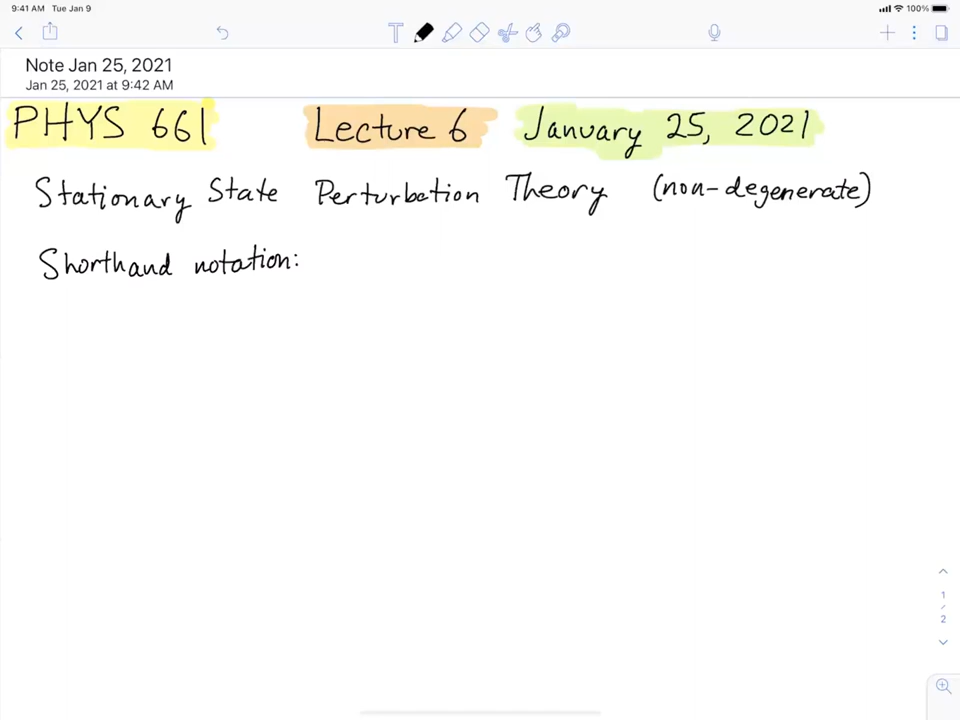 9:41 AM Tue Jan 9 100%
T
Note Jan 25, 2021
Jan 25, 2021 at 9:42 AM
PHYS 661 Lecture 6 January 25, 2021
Stationary State Perturbation Theory (non-degenerate)
Shorthand notation:
1
/
2